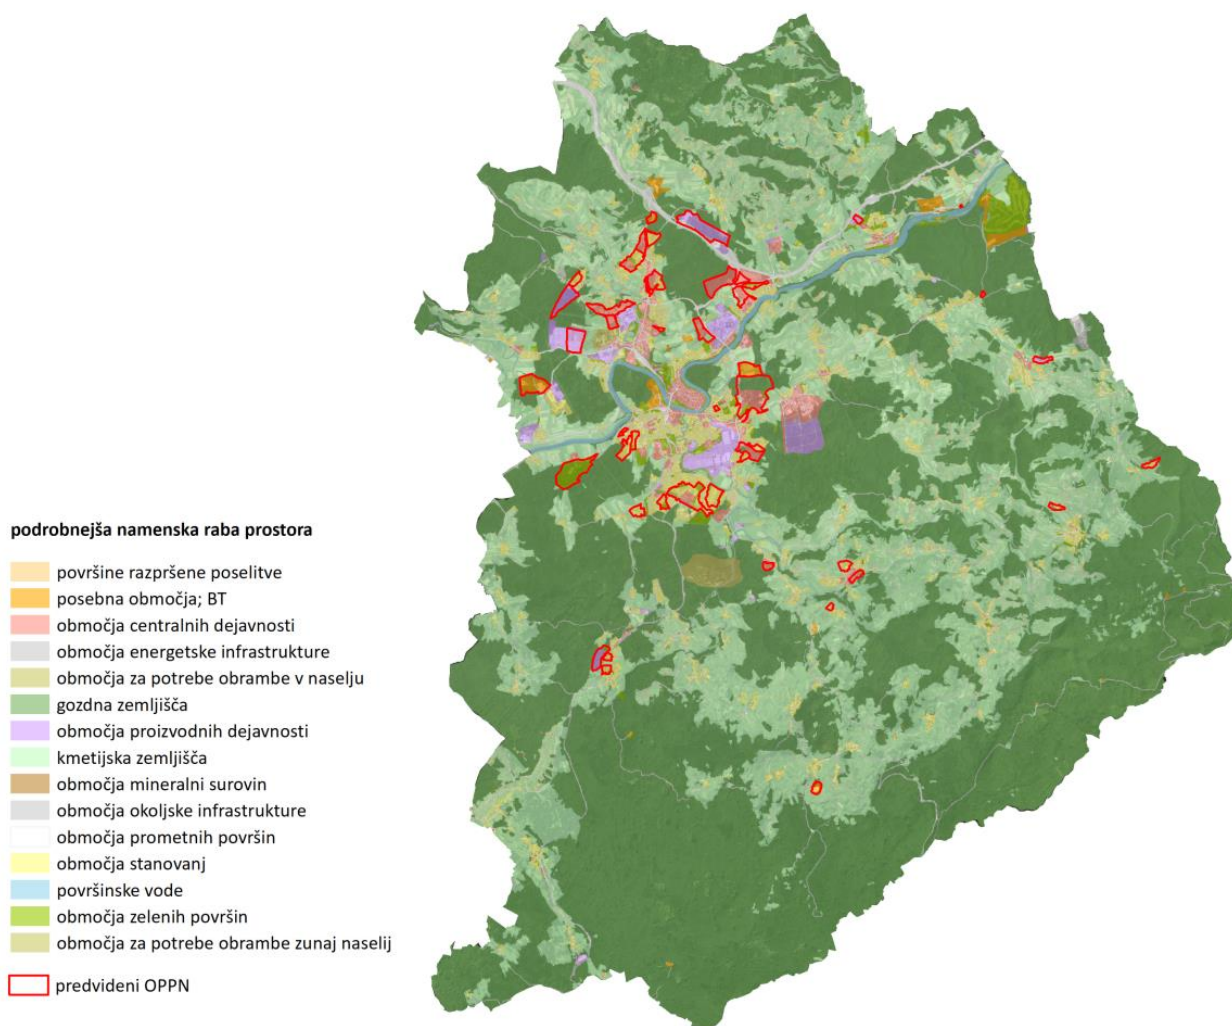 podrobnejša namenska raba prostora
površine razpršene poselitve
posebna območja; BT
območja centralnih dejavnosti
območja energetske infrastrukture
območja za potrebe obrambe v naselju
gozdna zemljišča
območja proizvodnih dejavnosti
kmetijska zemljišča
območja mineralni surovin
območja okoljske infrastrukture
območja prometnih površin
območja stanovanj
površinske vode
območja zelenih površin
območja za potrebe obrambe zunaj naselij
predvideni OPPN